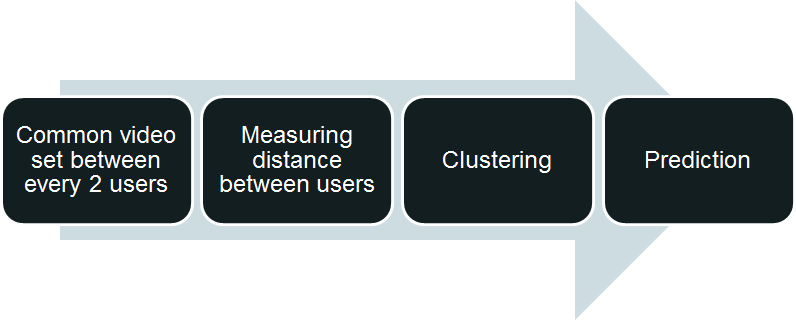 Common video
set between
every 2 users
Measuring
distance
between users
Clustering
Prediction